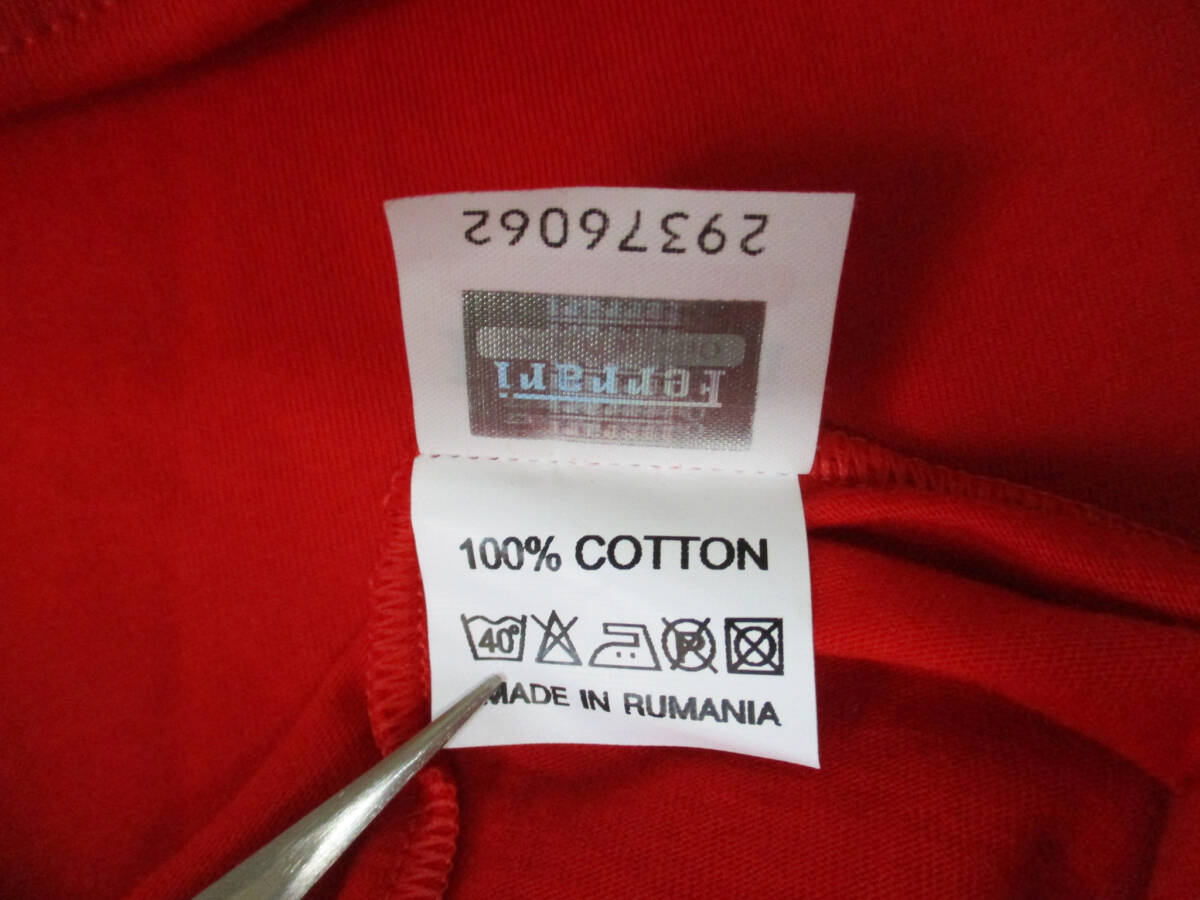 29376062
Ferrari
100% COTTON
40°
P
MADE IN RUMANIA